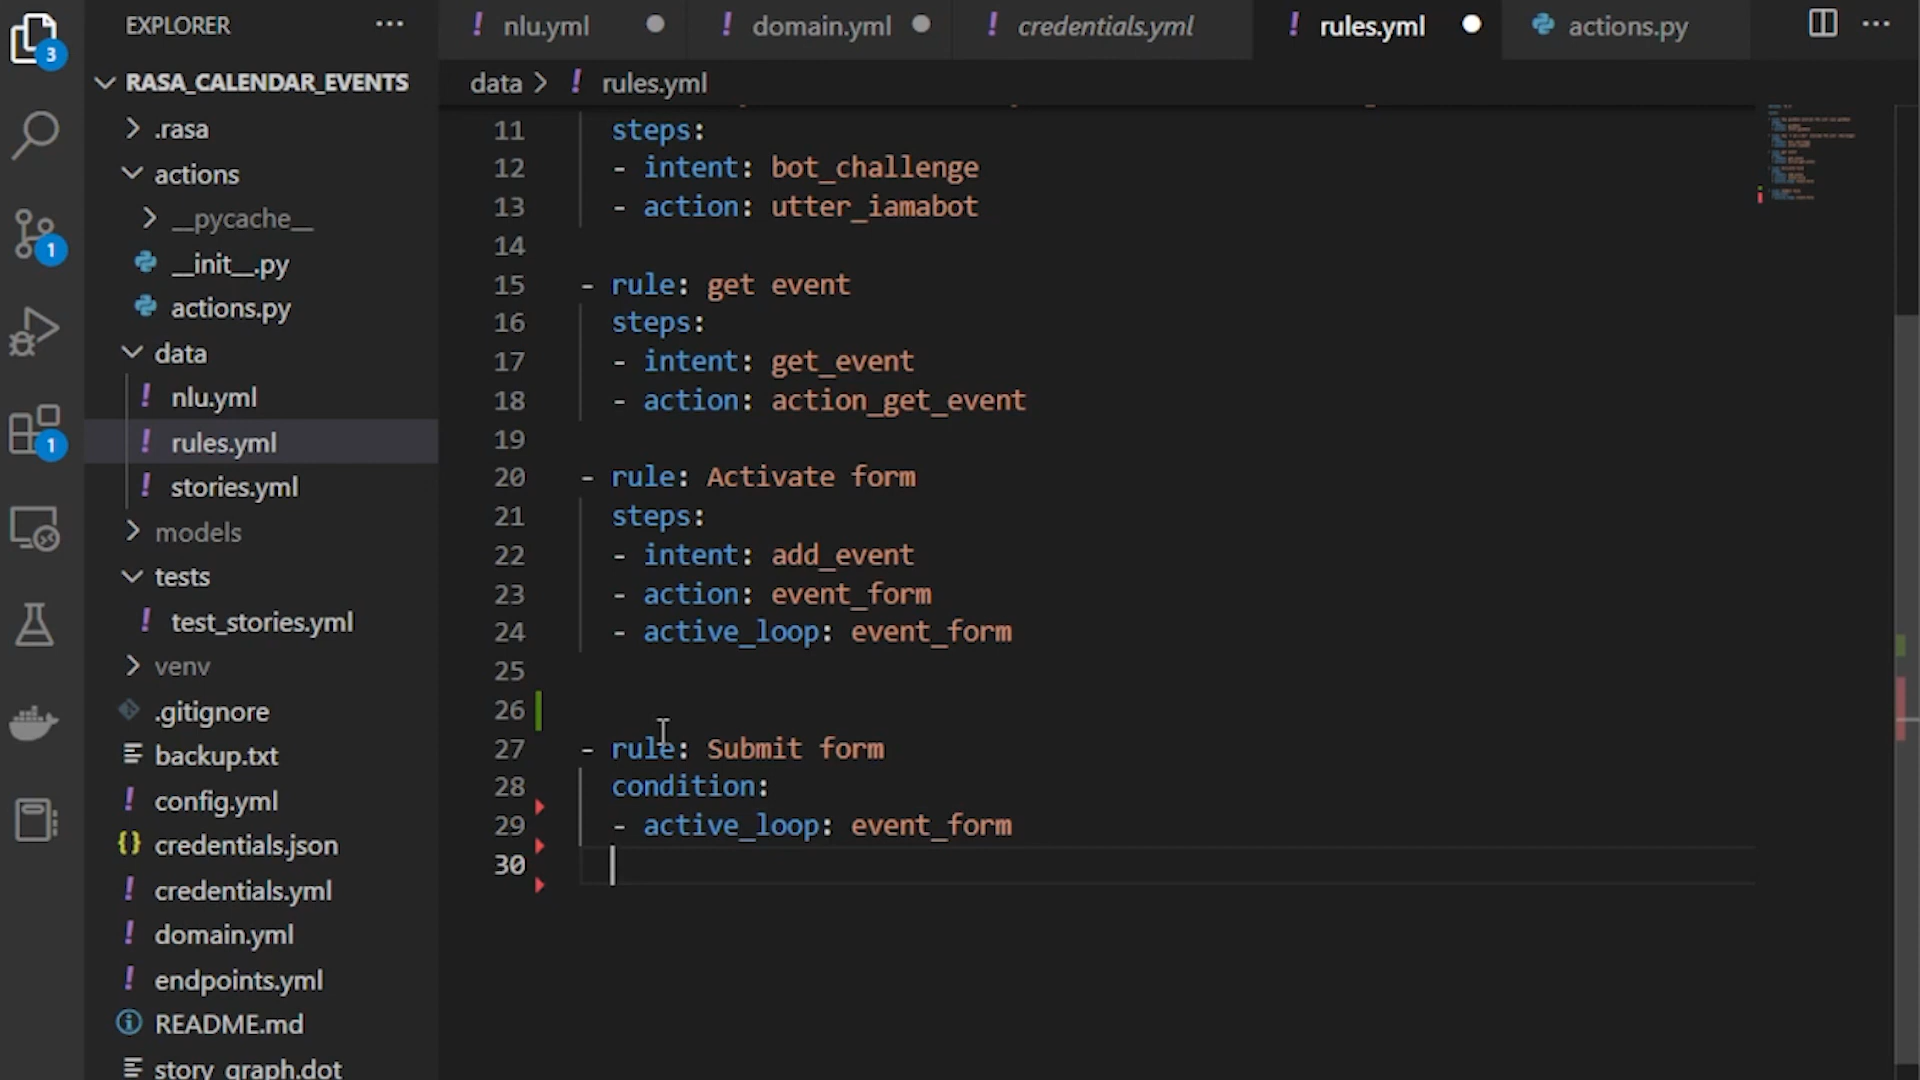 EXPLORER
RASA_CALENDAR_EVENTS
.rasa
actions
__pycache__
__init__.py
actions.py
data
nlu.yml
rules.yml
stories.yml
models
tests
test_stories.yml
venv
.gitignore
backup.txt
config.yml
credentials.json
credentials.yml
domain.yml
endpoints.yml
README.md
story_graph.dot
3
1
1
nlu.yml
domain.yml
credentials.yml
rules.yml
actions.py
data > ! rules.yml
11 steps:
12 - intent: bot_challenge
13 - action: utter_iamabot
14
15 - rule: get event
16 steps:
17 - intent: get_event
18 - action: action_get_event
19
20 - rule: Activate form
21 steps:
22 - intent: add_event
23 - action: event_form
24 - active_loop: event_form
25
26
27 - rule: Submit form
28 condition:
29 - active_loop: event_form
30